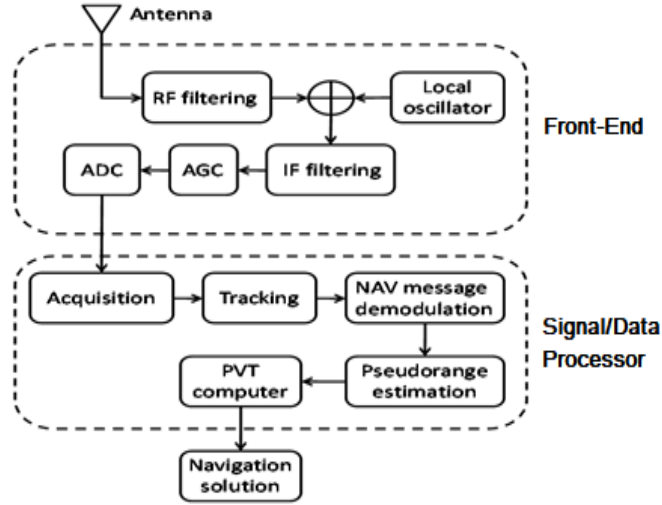 Antenna
RF filtering
Local
oscillator
Front-End
ADC
AGC
IF filtering
Acquisition
Tracking
NAV message
demodulation
Signal/Data
Processor
PVT
computer
Pseudorange
estimation
Navigation
solution